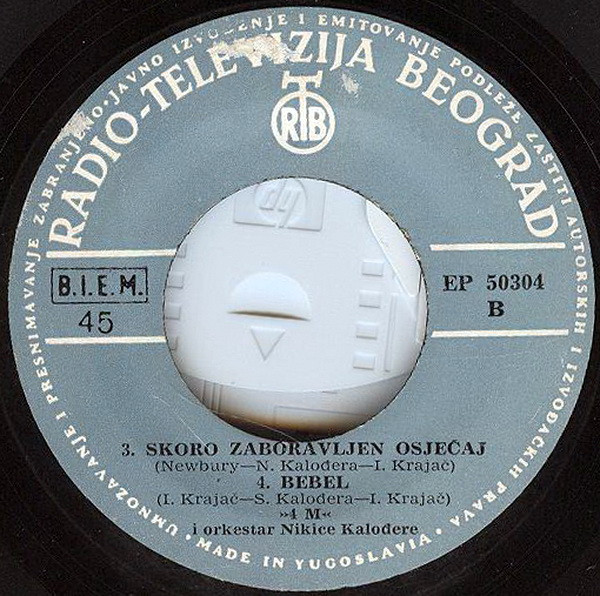 UMNOŽAVANJE I PRESNIMAVANJE ZABRANJENO • JAVNO IZVOĐENJE I EMITOVANJE PODLEŽE ZAŠTITI AUTORSKIH I IZVOĐAČKIH PRAVA •
RADIO-TELEVIZIJA BEOGRAD
RTB
hp
B.I.E.M.
45
EP 50304
B
3. SKORO ZABORAVLJEN OSJEČAJ
(Newbury—N. Kalođera—I. Krajač)
4. BEBEL
(I. Krajač—S. Kalođera—I. Krajač)
»4 M«
i orkestar Nikice Kalođere
MADE IN YUGOSLAVIA •